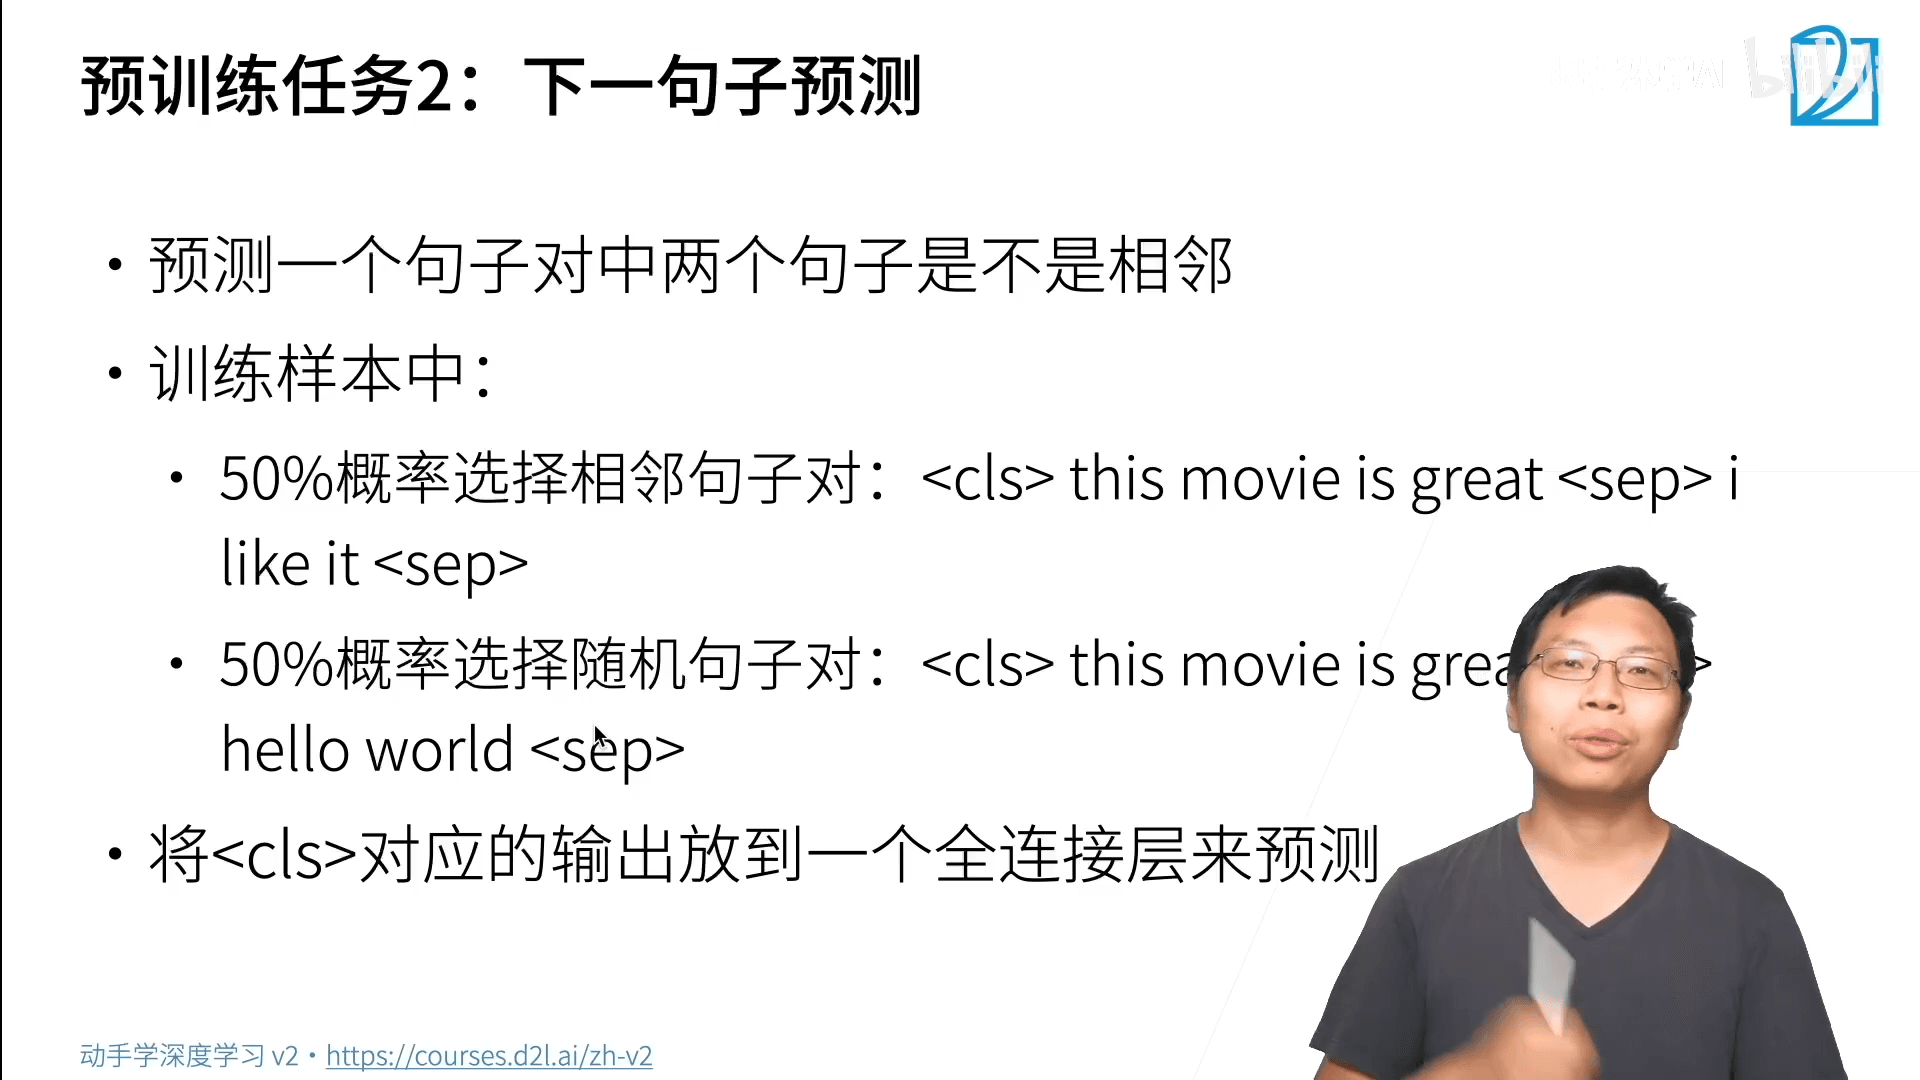 预训练任务2：下一句子预测
bilibili
• 预测一个句子对中两个句子是不是相邻
• 训练样本中：
• 50%概率选择相邻句子对：<cls> this movie is great <sep> i
like it <sep>
• 50%概率选择随机句子对：<cls> this movie is grea >
hello world <sep>
• 将<cls>对应的输出放到一个全连接层来预测
动手学深度学习 v2 • https://courses.d2l.ai/zh-v2